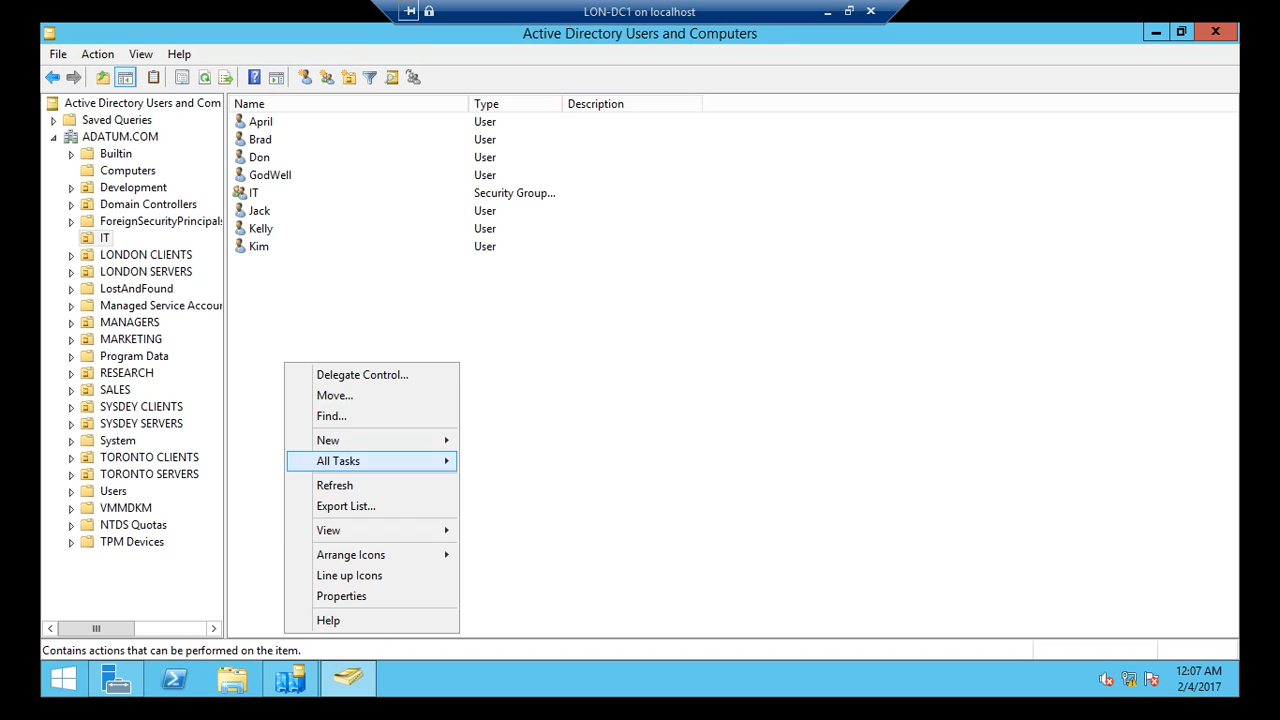 LON-DC1 on localhost
Active Directory Users and Computers
File Action View Help
Active Directory Users and Com
Saved Queries
ADATUM.COM
Builtin
Computers
Development
Domain Controllers
ForeignSecurityPrincipals
IT
LONDON CLIENTS
LONDON SERVERS
LostAndFound
Managed Service Accour
MANAGERS
MARKETING
Program Data
RESEARCH
SALES
SYSDEY CLIENTS
SYSDEY SERVERS
System
TORONTO CLIENTS
TORONTO SERVERS
Users
VMMDKM
NTDS Quotas
TPM Devices
Name Type Description
April User
Brad User
Don User
GodWell User
IT Security Group...
Jack User
Kelly User
Kim User
Delegate Control...
Move...
Find...
New
All Tasks
Refresh
Export List...
View
Arrange Icons
Line up Icons
Properties
Help
Contains actions that can be performed on the item.
12:07 AM
2/4/2017